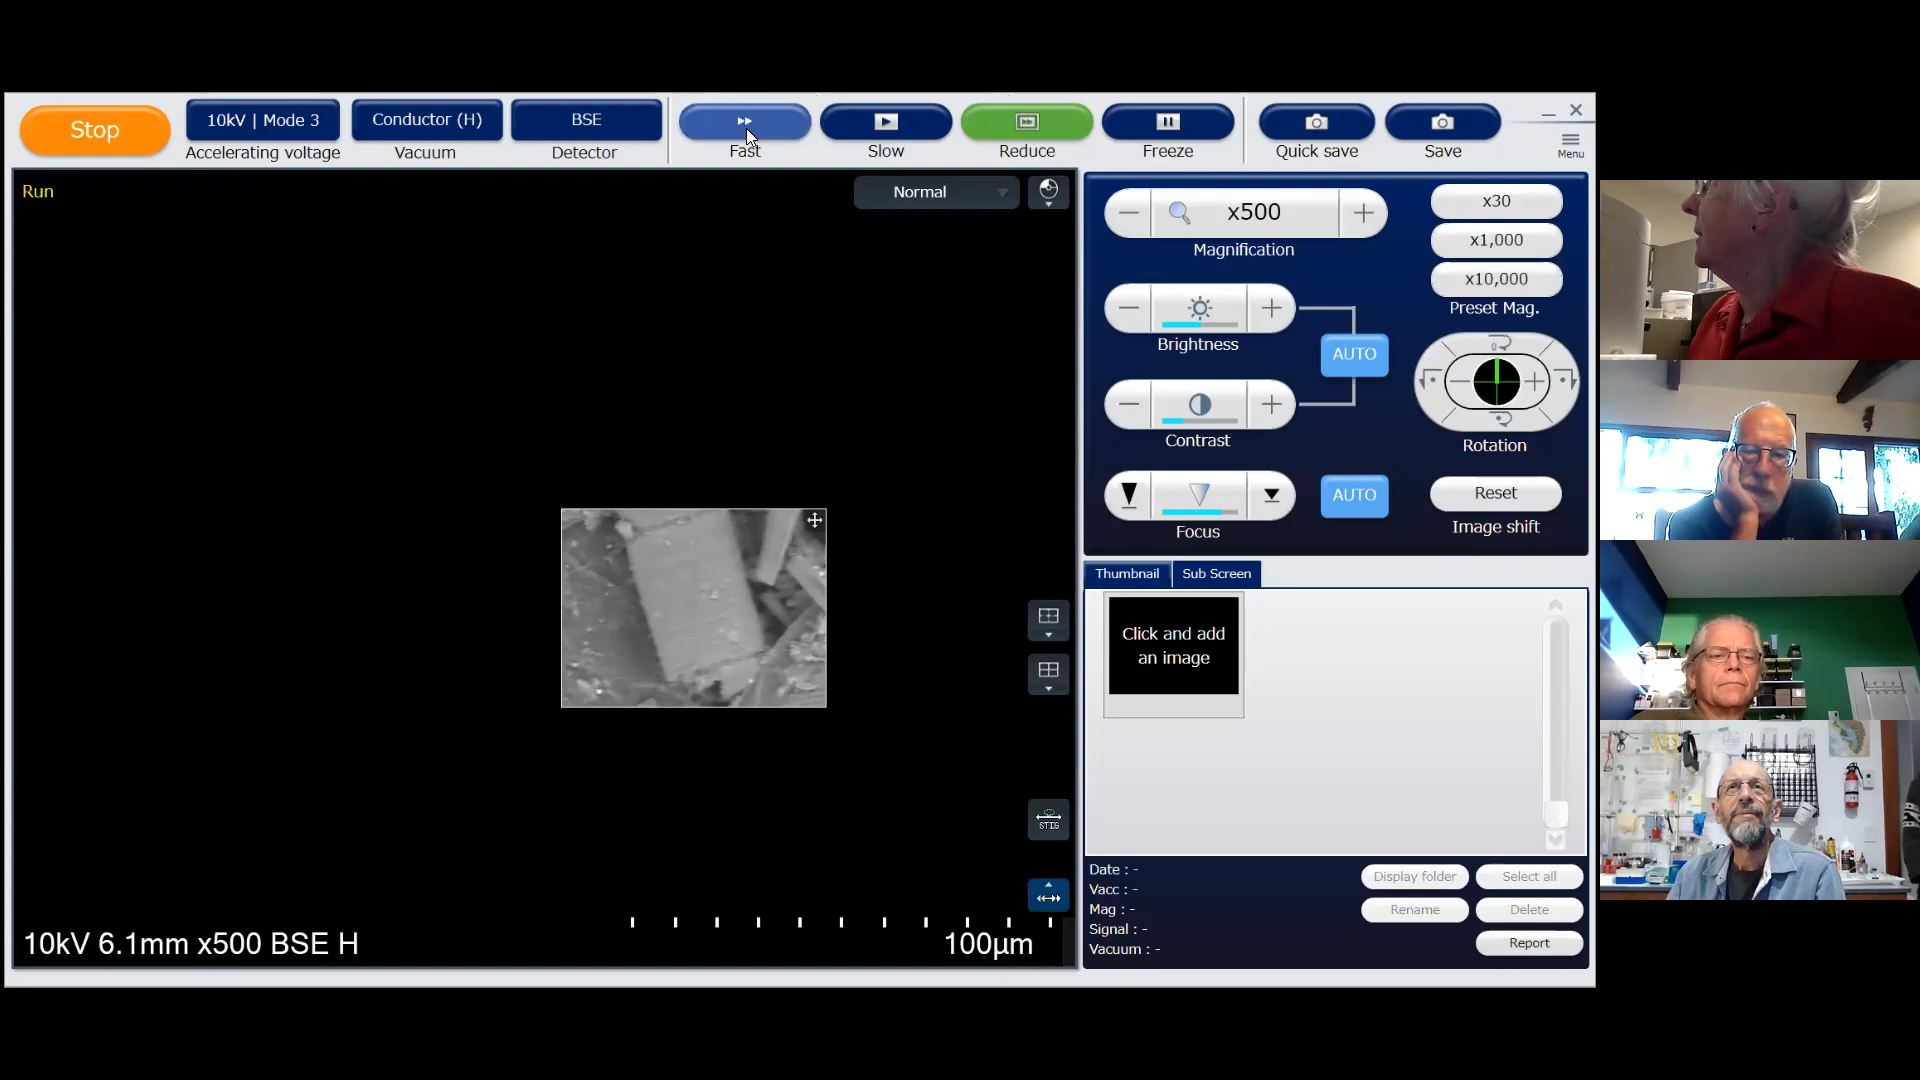 Stop
10kV | Mode 3
Accelerating voltage
Conductor (H)
Vacuum
BSE
Detector
Fast
Slow
Reduce
Freeze
Quick save
Save
Menu
Run
Normal
x500
Magnification
x30
x1,000
x10,000
Preset Mag.
Brightness
AUTO
Contrast
Rotation
AUTO
Focus
Reset
Image shift
Thumbnail
Sub Screen
Click and add
an image
STIG
10kV 6.1mm x500 BSE H
100µm
Date : -
Vacc : -
Mag : -
Signal : -
Vacuum : -
Display folder
Select all
Rename
Delete
Report